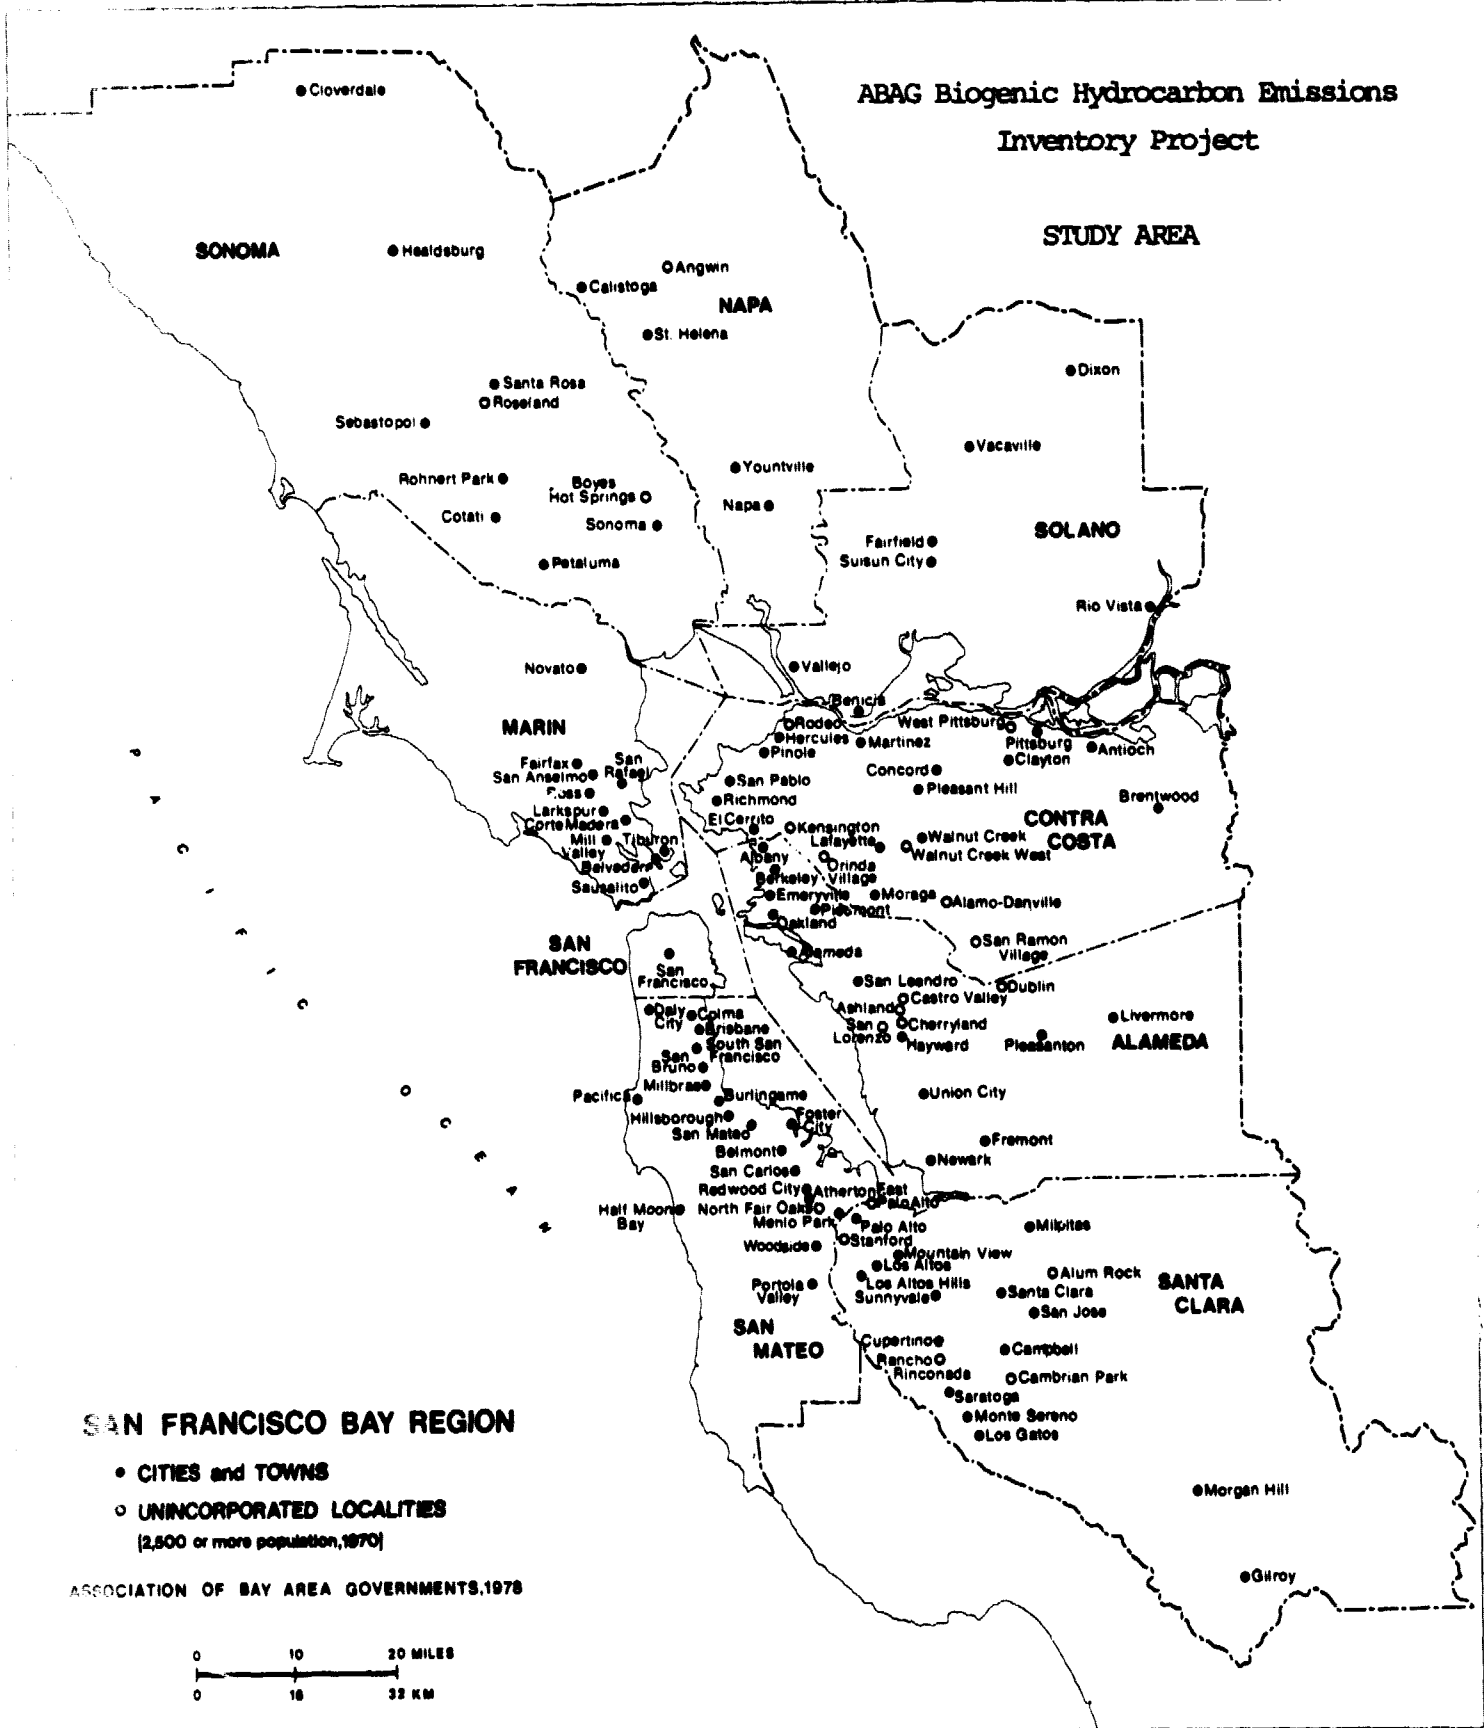 ABAG Biogenic Hydrocarbon Emissions
Inventory Project
STUDY AREA
Cloverdale
SONOMA
Healdsburg
Angwin
Calistoga
NAPA
St. Helena
Dixon
Santa Rosa
Roseland
Sebastopol
Vacaville
Yountville
Rohnert Park
Boyes
Hot Springs
Napa
Cotati
Sonoma
SOLANO
Fairfield
Suisun City
Petaluma
Rio Vista
Novato
Vallejo
Benicia
MARIN
Rodeo
West Pittsburg
Hercules
Martinez
Pittsburg
Antioch
Pinole
Clayton
Fairfax
San
Rafael
San Anselmo
Ross
Concord
San Pablo
Pleasant Hill
Richmond
Brentwood
Larkspur
Corte Madera
El Cerrito
Kensington
CONTRA
COSTA
Mill
Valley
Tiburon
Lafayette
Walnut Creek
Walnut Creek West
Albany
Orinda
Village
Belvedere
Berkeley
Sausalito
Emeryville
Moraga
Alamo-Danville
Piedmont
Oakland
SAN
FRANCISCO
San
Francisco
Alameda
San Ramon
Village
San Leandro
Dublin
Castro Valley
Ashland
Daly
City
Colma
Brisbane
San
Lorenzo
Cherryland
Livermore
Hayward
Pleasanton
ALAMEDA
South San
Francisco
San
Bruno
Millbrae
Pacifica
Burlingame
Union City
Hillsborough
Foster
City
San Mateo
Fremont
Belmont
Newark
San Carlos
Redwood City
Atherton
East
Palo Alto
Half Moon
Bay
North Fair Oaks
Menlo Park
Palo Alto
Milpitas
Woodside
Stanford
Mountain View
Los Altos
Alum Rock
SANTA
CLARA
Portola
Valley
Los Altos Hills
Sunnyvale
Santa Clara
San Jose
SAN
MATEO
Cupertino
Campbell
Rancho
Rinconada
Cambrian Park
Saratoga
Monte Sereno
Los Gatos
Morgan Hill
Gilroy
PACIFIC
OCEAN
SAN FRANCISCO BAY REGION
CITIES and TOWNS
UNINCORPORATED LOCALITIES
(2,500 or more population, 1970)
ASSOCIATION OF BAY AREA GOVERNMENTS, 1978
0 10 20 MILES
0 16 32 KM